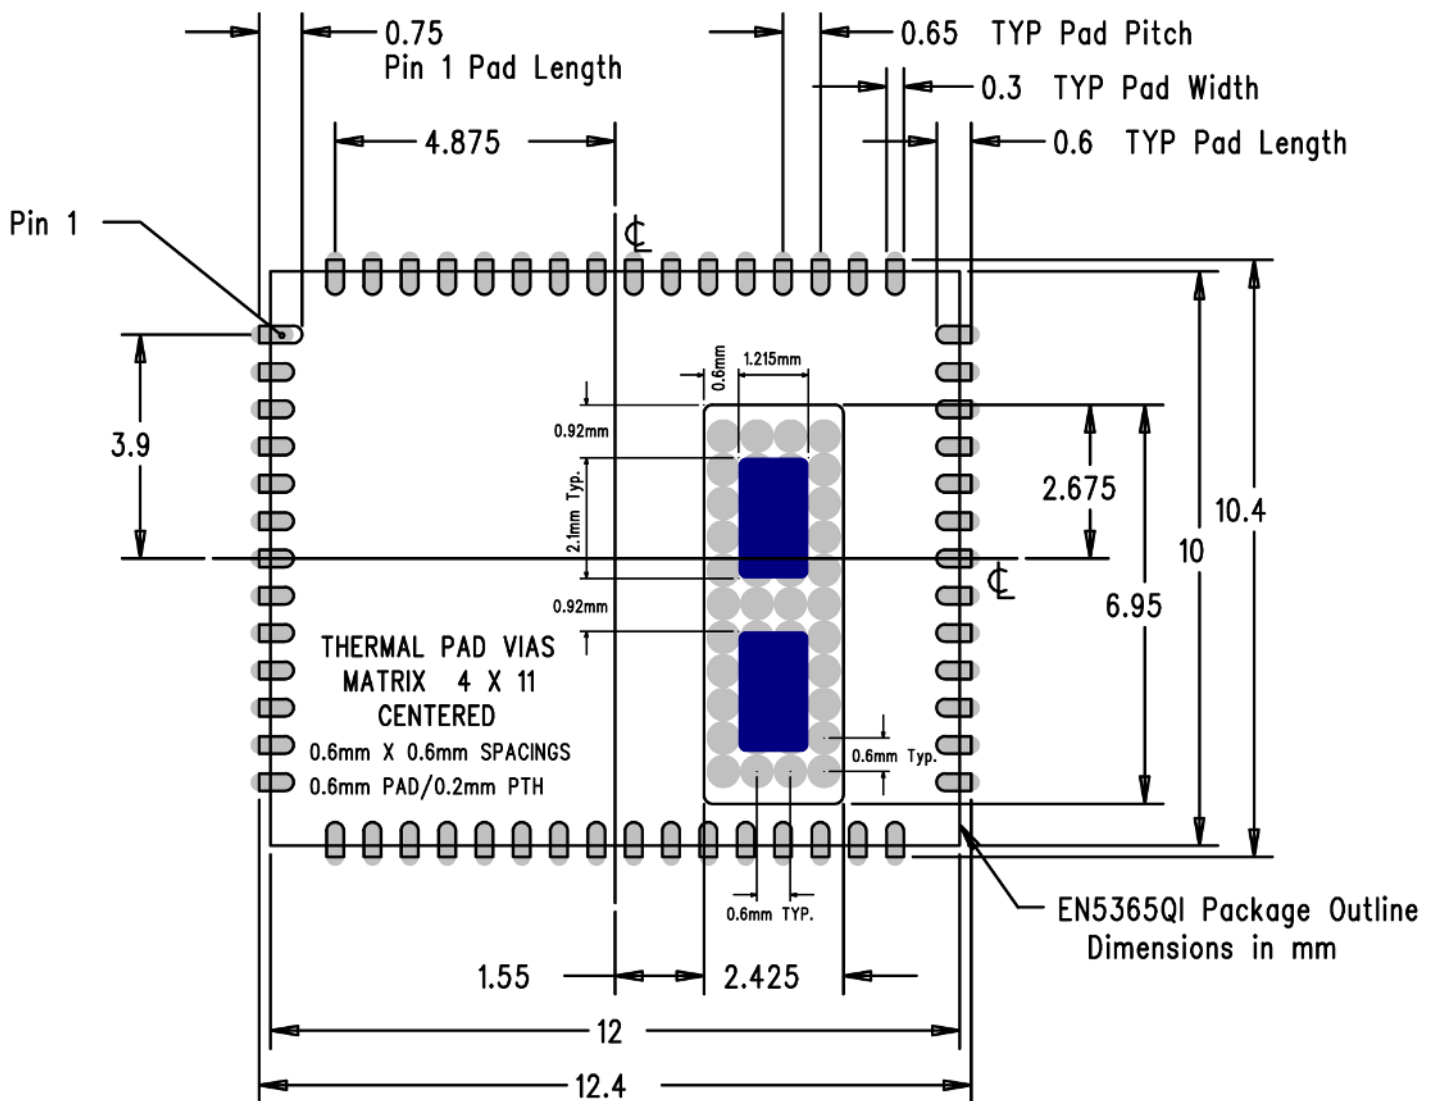 0.75
Pin 1 Pad Length
0.65 TYP Pad Pitch
0.3 TYP Pad Width
0.6 TYP Pad Length
4.875
Pin 1
℄
0.6mm
1.215mm
0.92mm
3.9
2.1mm Typ.
2.675
10.4
10
℄
0.92mm
6.95
THERMAL PAD VIAS
MATRIX 4 X 11
CENTERED
0.6mm X 0.6mm SPACINGS
0.6mm PAD/0.2mm PTH
0.6mm Typ.
0.6mm TYP.
EN5365QI Package Outline
Dimensions in mm
1.55
2.425
12
12.4